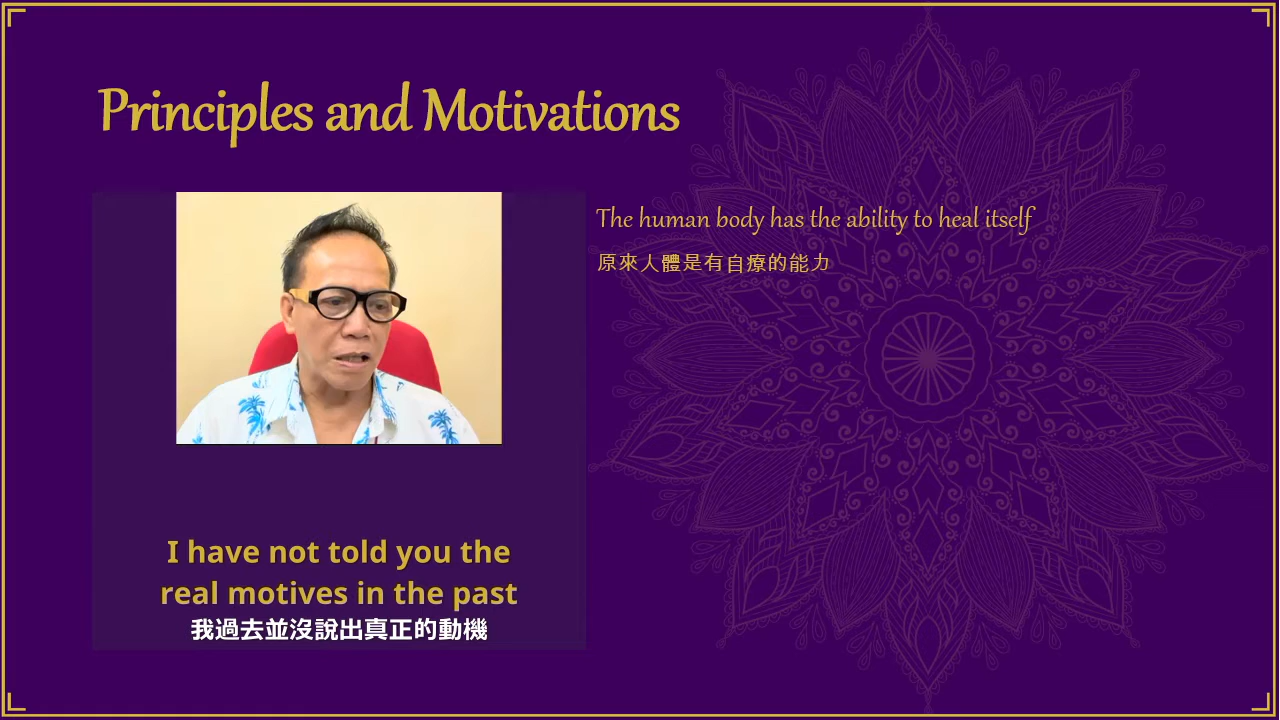 Principles and Motivations
The human body has the ability to heal itself
原來人體是有自療的能力
I have not told you the
real motives in the past
我過去並沒說出真正的動機